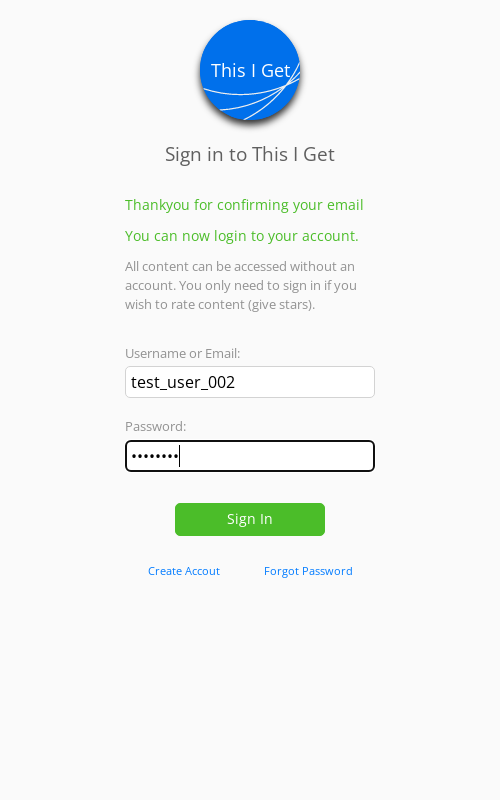 This I Get
Sign in to This I Get
Thankyou for confirming your email
You can now login to your account.
All content can be accessed without an
account. You only need to sign in if you
wish to rate content (give stars).
Username or Email:
test_user_002
Password:
••••••••
Sign In
Create Accout
Forgot Password